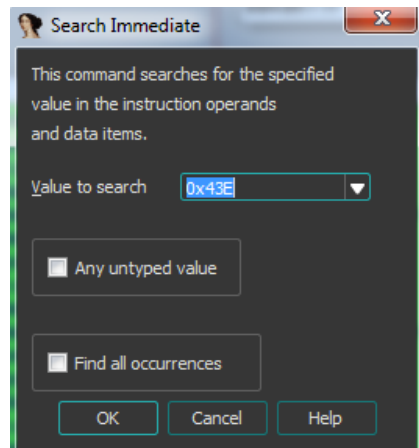 Search Immediate
x
This command searches for the specified
value in the instruction operands
and data items.
Value to search 0x43E
Any untyped value
Find all occurrences
OK Cancel Help